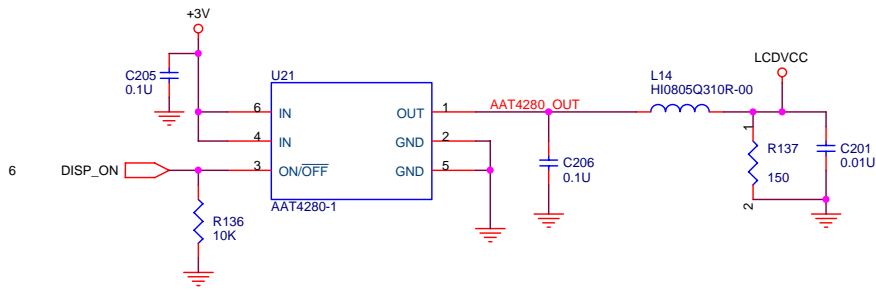 +3V
LCDVCC
C205
0.1U
U21
L14
HI0805Q310R-00
6
IN
OUT
1
AAT4280_OUT
4
IN
GND
2
1
R137
150
2
C201
0.01U
6
DISP_ON
3
ON/OFF
GND
5
C206
0.1U
AAT4280-1
R136
10K